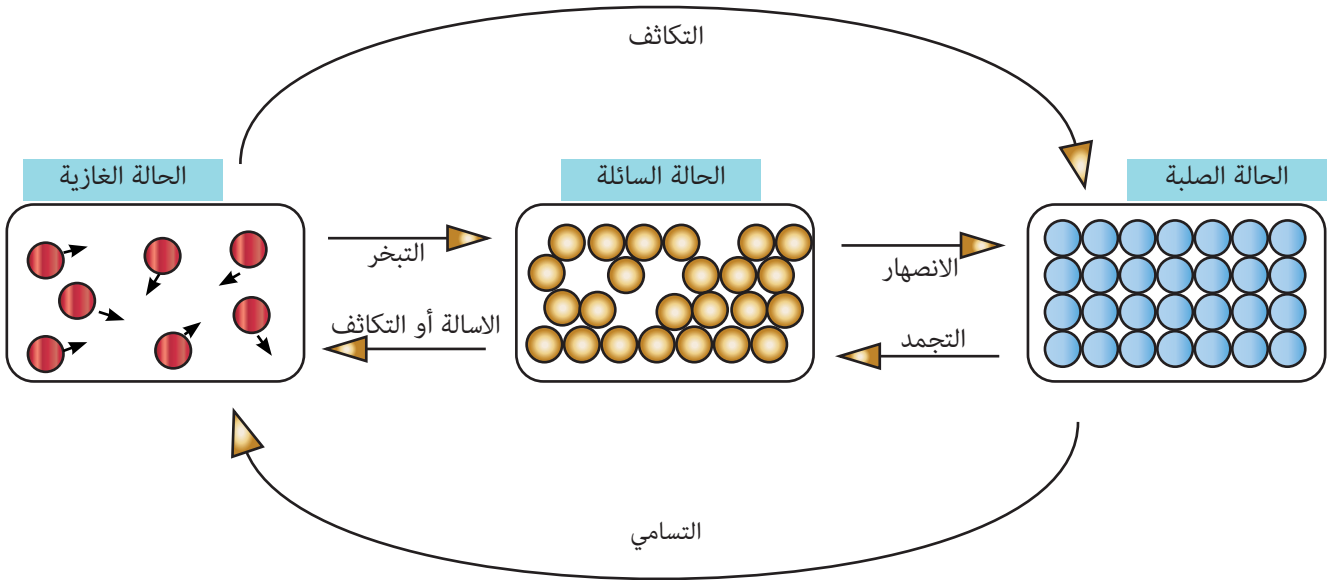 التكاثف
الحالة الصلبة
الحالة السائلة
الحالة الغازية
الانصهار
التبخر
التجمد
الاسالة أو التكاثف
التسامي